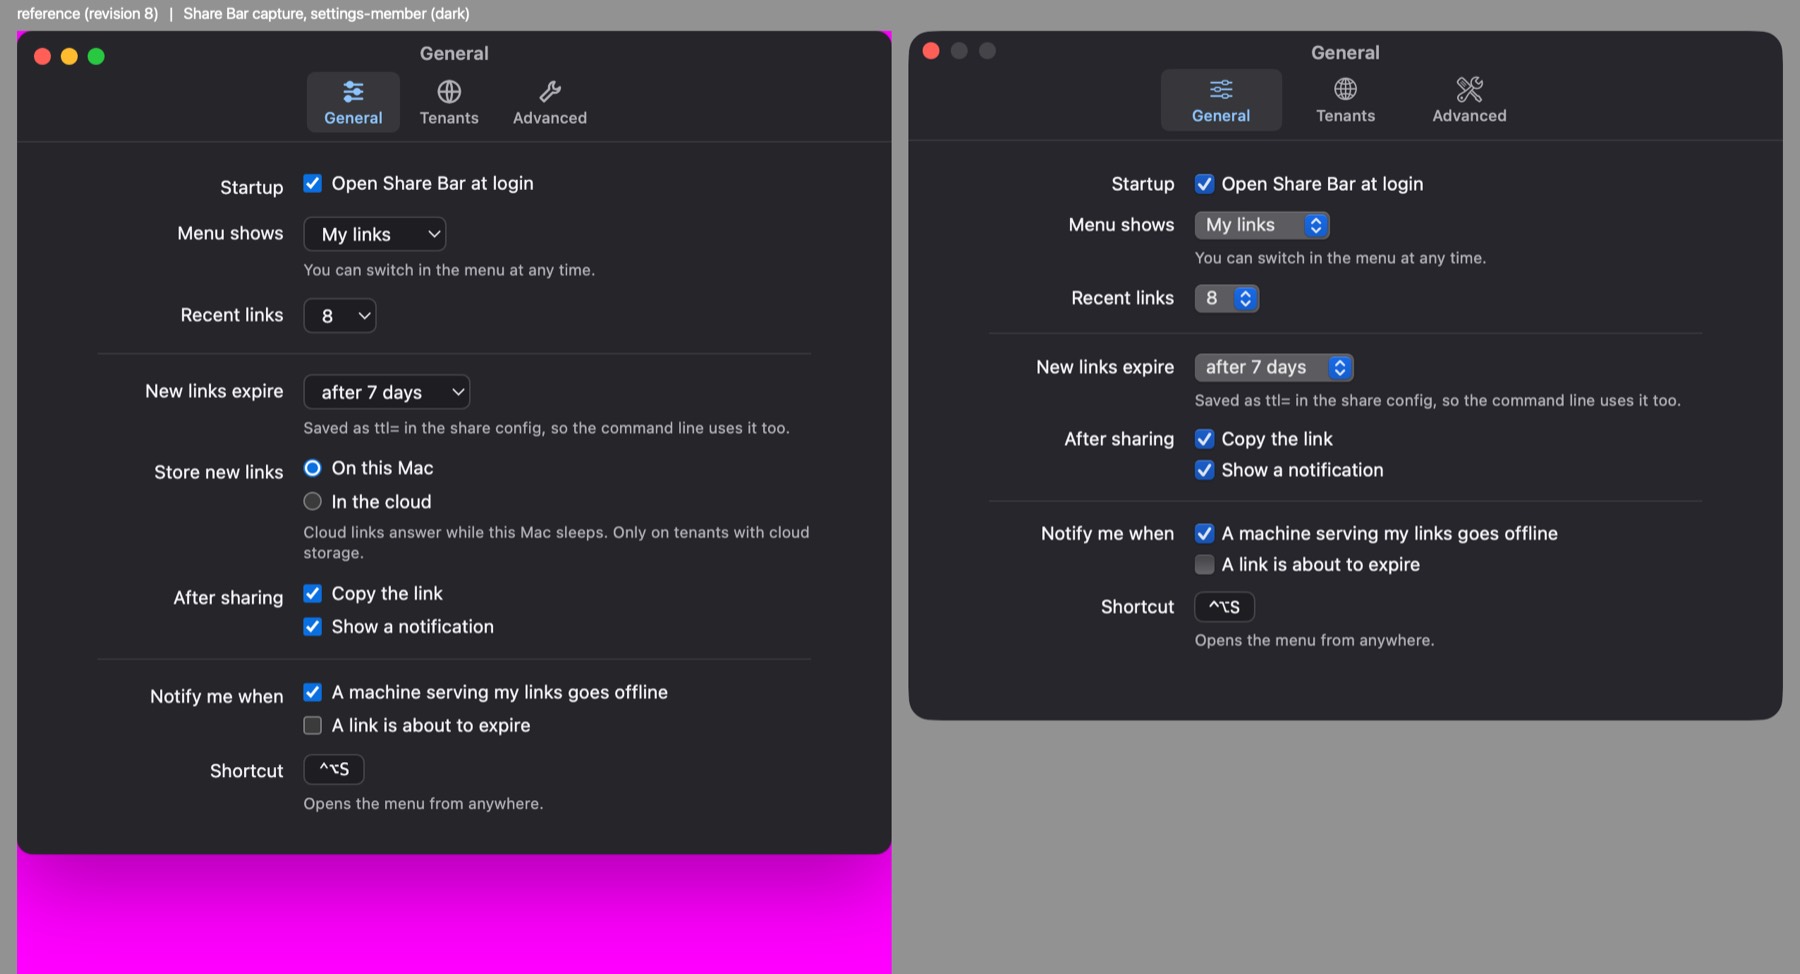 reference (revision 8) | Share Bar capture, settings-member (dark)
General
General Tenants Advanced
Startup Open Share Bar at login
Menu shows My links
You can switch in the menu at any time.
Recent links 8
New links expire after 7 days
Saved as ttl= in the share config, so the command line uses it too.
Store new links On this Mac
In the cloud
Cloud links answer while this Mac sleeps. Only on tenants with cloud
storage.
After sharing Copy the link
Show a notification
Notify me when A machine serving my links goes offline
A link is about to expire
Shortcut ^⌥S
Opens the menu from anywhere.
General
General Tenants Advanced
Startup Open Share Bar at login
Menu shows My links
You can switch in the menu at any time.
Recent links 8
New links expire after 7 days
Saved as ttl= in the share config, so the command line uses it too.
After sharing Copy the link
Show a notification
Notify me when A machine serving my links goes offline
A link is about to expire
Shortcut ^⌥S
Opens the menu from anywhere.